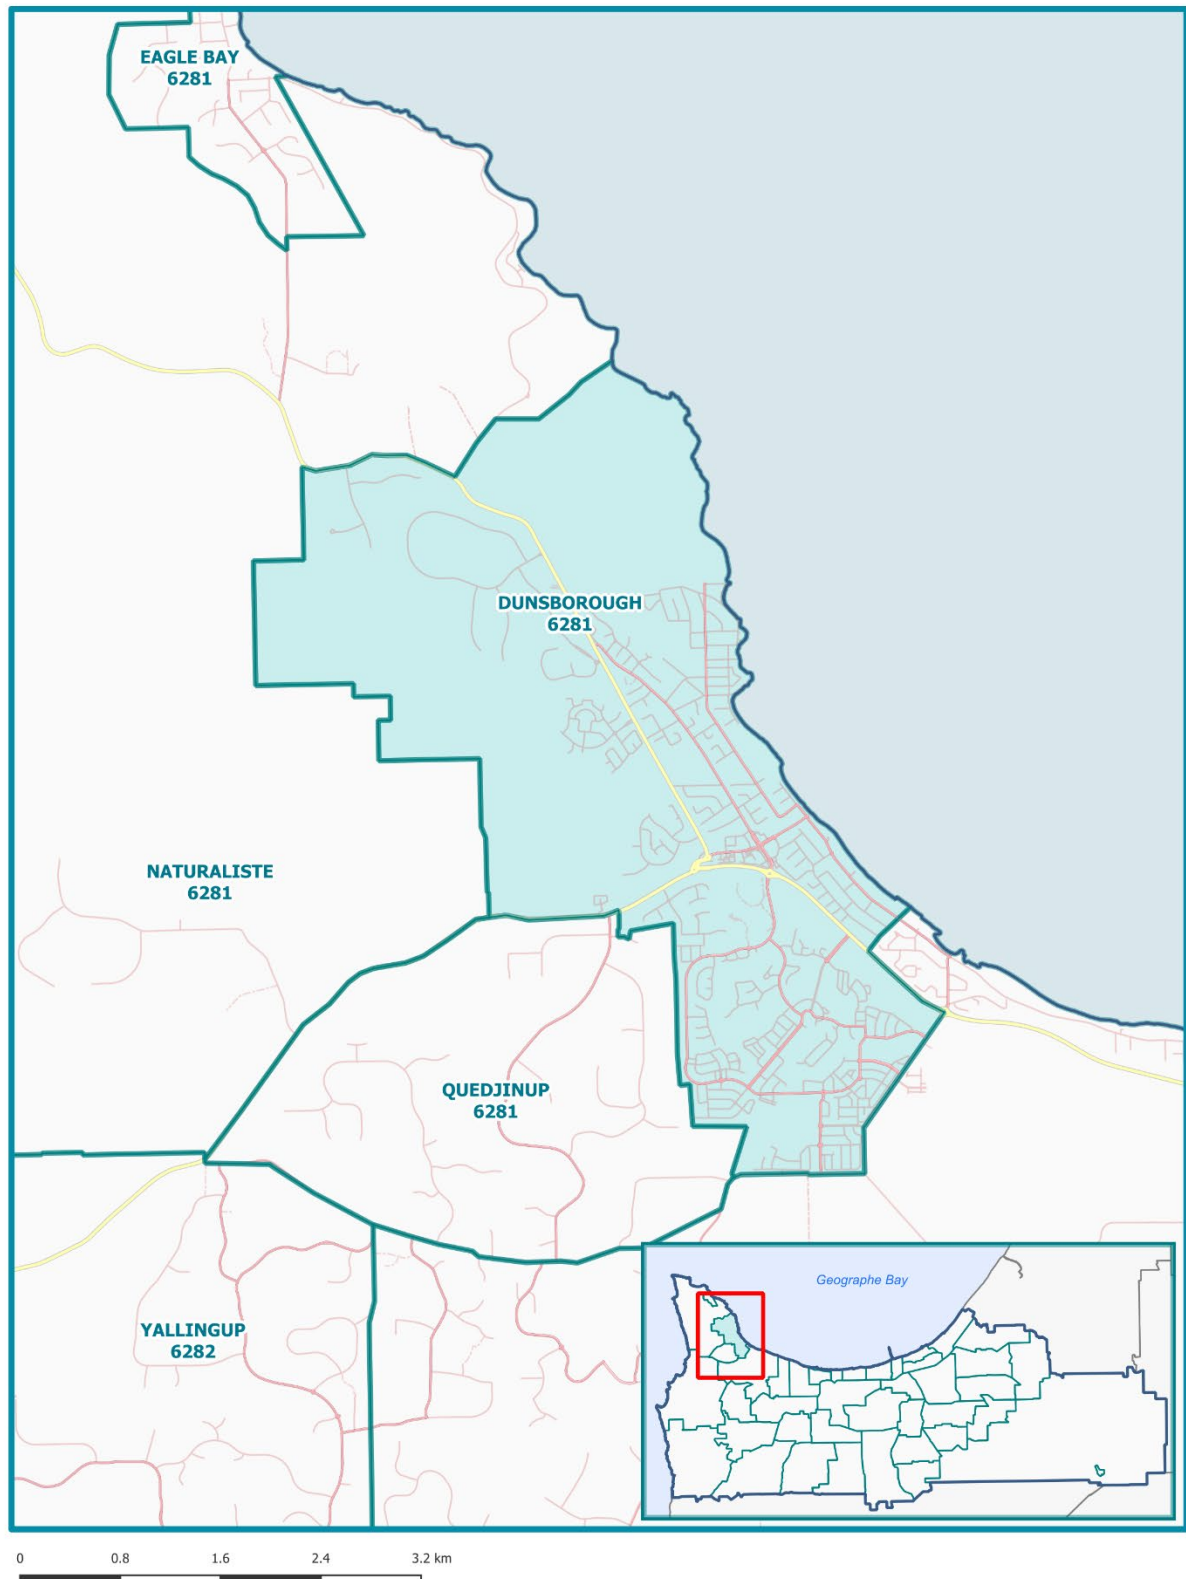 EAGLE BAY
6281
DUNSBOROUGH
6281
NATURALISTE
6281
QUEDJINUP
6281
YALLINGUP
6282
Geographe Bay
0 0.8 1.6 2.4 3.2 km